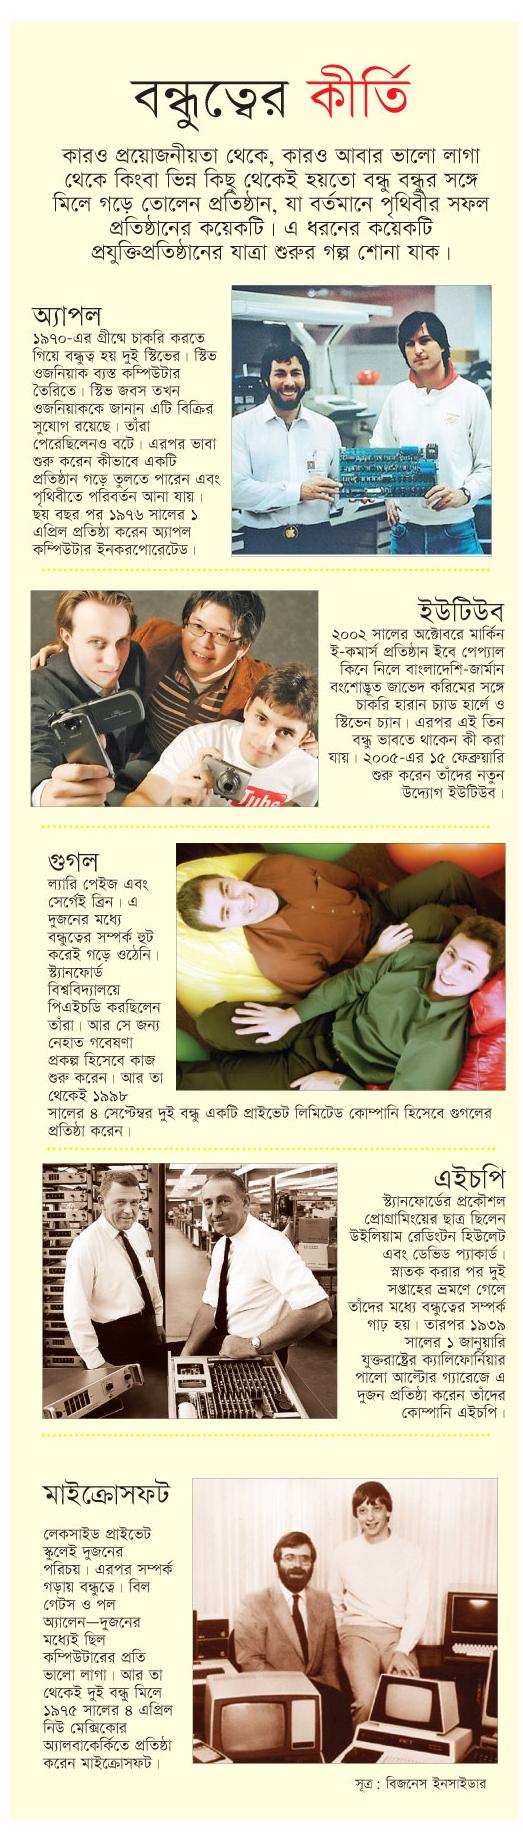 বন্ধুত্বের কীর্তি
কারও প্রয়োজনীয়তা থেকে, কারও আবার ভালো লাগা
থেকে কিংবা ভিন্ন কিছু থেকেই হয়তো বন্ধু বন্ধুর সঙ্গে
মিলে গড়ে তোলেন প্রতিষ্ঠান, যা বর্তমানে পৃথিবীর সফল
প্রতিষ্ঠানের কয়েকটি। এ ধরনের কয়েকটি
প্রযুক্তিপ্রতিষ্ঠানের যাত্রা শুরুর গল্প শোনা যাক।
অ্যাপল
১৯৭০-এর গ্রীষ্মে চাকরি করতে
গিয়ে বন্ধুত্ব হয় দুই স্টিভের। স্টিভ
ওজনিয়াক ব্যস্ত কম্পিউটার
তৈরিতে। স্টিভ জবস তখন
ওজনিয়াককে জানান এটি বিক্রির
সুযোগ রয়েছে। তাঁরা
পেরেছিলেনও বটে। এরপর ভাবা
শুরু করেন কীভাবে একটি
প্রতিষ্ঠান গড়ে তুলতে পারেন এবং
পৃথিবীতে পরিবর্তন আনা যায়।
ছয় বছর পর ১৯৭৬ সালের ১
এপ্রিল প্রতিষ্ঠা করেন অ্যাপল
কম্পিউটার ইনকরপোরেটেড।
ইউটিউব
২০০২ সালের অক্টোবরে মার্কিন
ই-কমার্স প্রতিষ্ঠান ইবে পেপ্যাল
কিনে নিলে বাংলাদেশি-জার্মান
বংশোদ্ভূত জাভেদ করিমের সঙ্গে
চাকরি হারান চ্যাড হার্লে ও
স্টিভেন চ্যান। এরপর এই তিন
বন্ধু ভাবতে থাকেন কী করা
যায়। ২০০৫-এর ১৫ ফেব্রুয়ারি
শুরু করেন তাঁদের নতুন
উদ্যোগ ইউটিউব।
Tube
গুগল
ল্যারি পেইজ এবং
সের্গেই ব্রিন। এ
দুজনের মধ্যে
বন্ধুত্বের সম্পর্ক হুট
করেই গড়ে ওঠেনি।
স্ট্যানফোর্ড
বিশ্ববিদ্যালয়ে
পিএইচডি করছিলেন
তাঁরা। আর সে জন্য
নেহাত গবেষণা
প্রকল্প হিসেবে কাজ
শুরু করেন। আর তা
থেকেই ১৯৯৮
সালের ৪ সেপ্টেম্বর দুই বন্ধু একটি প্রাইভেট লিমিটেড কোম্পানি হিসেবে গুগলের
প্রতিষ্ঠা করেন।
এইচপি
স্ট্যানফোর্ডের প্রকৌশল
প্রোগ্রামিংয়ের ছাত্র ছিলেন
উইলিয়াম রেডিংটন হিউলেট
এবং ডেভিড প্যাকার্ড।
স্নাতক করার পর দুই
সপ্তাহের ভ্রমণে গেলে
তাঁদের মধ্যে বন্ধুত্বের সম্পর্ক
গাঢ় হয়। তারপর ১৯৩৯
সালের ১ জানুয়ারি
যুক্তরাষ্ট্রের ক্যালিফোর্নিয়ার
পালো আল্টোর গ্যারেজে এ
দুজন প্রতিষ্ঠা করেন তাঁদের
কোম্পানি এইচপি।
মাইক্রোসফট
লেকসাইড প্রাইভেট
স্কুলেই দুজনের
পরিচয়। এরপর সম্পর্ক
গড়ায় বন্ধুত্বে। বিল
গেটস ও পল
অ্যালেন—দুজনের
মধ্যেই ছিল
কম্পিউটারের প্রতি
ভালো লাগা। আর তা
থেকেই দুই বন্ধু মিলে
১৯৭৫ সালের ৪ এপ্রিল
নিউ মেক্সিকোর
অ্যালবাকের্কিতে প্রতিষ্ঠা
করেন মাইক্রোসফট।
সূত্র : বিজনেস ইনসাইডার